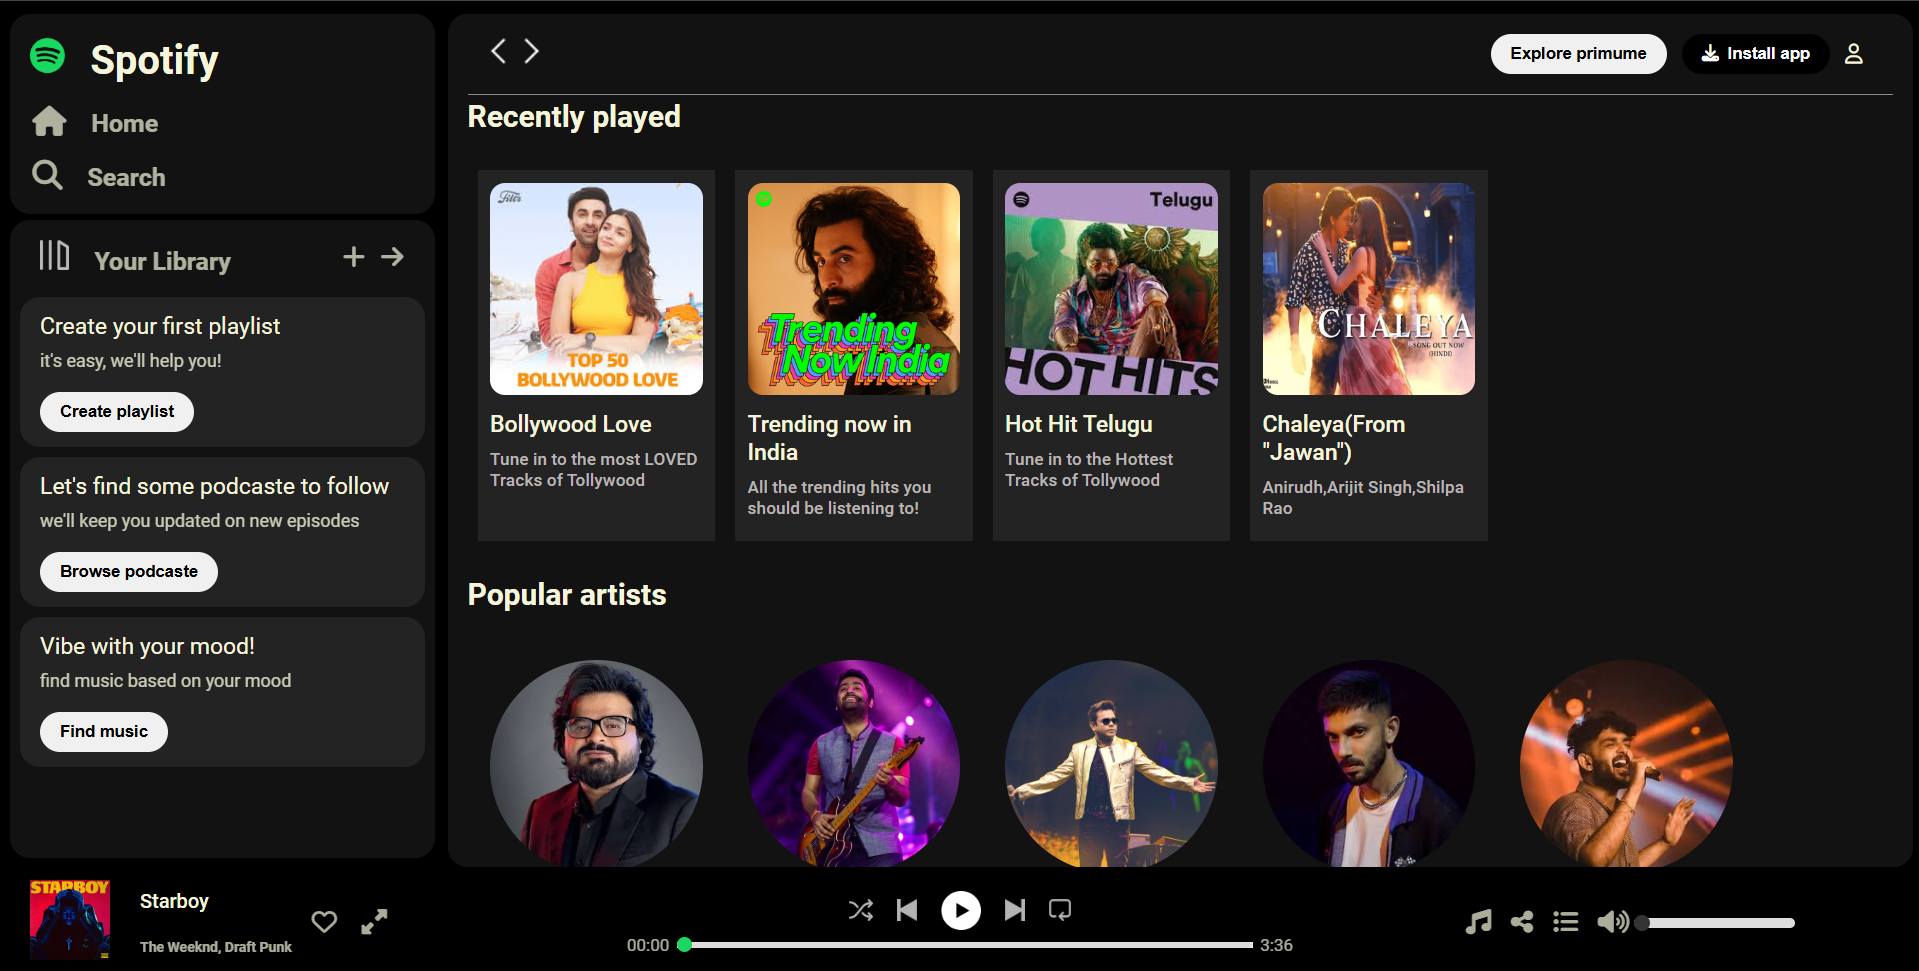 Spotify
Home
Search
Your Library
Create your first playlist
it's easy, we'll help you!
Create playlist
Let's find some podcaste to follow
we'll keep you updated on new episodes
Browse podcaste
Vibe with your mood!
find music based on your mood
Find music
Explore primume
Install app
Recently played
Filtr
TOP 50
BOLLYWOOD LOVE
Bollywood Love
Tune in to the most LOVED
Tracks of Tollywood
Trending
Now India
Trending now in
India
All the trending hits you
should be listening to!
Telugu
HOT HITS
Hot Hit Telugu
Tune in to the Hottest
Tracks of Tollywood
CHALEYA
SONG OUT NOW
(HINDI)
Chaleya(From
"Jawan")
Anirudh,Arijit Singh,Shilpa
Rao
Popular artists
STARBOY
Starboy
The Weeknd, Draft Punk
00:00
3:36